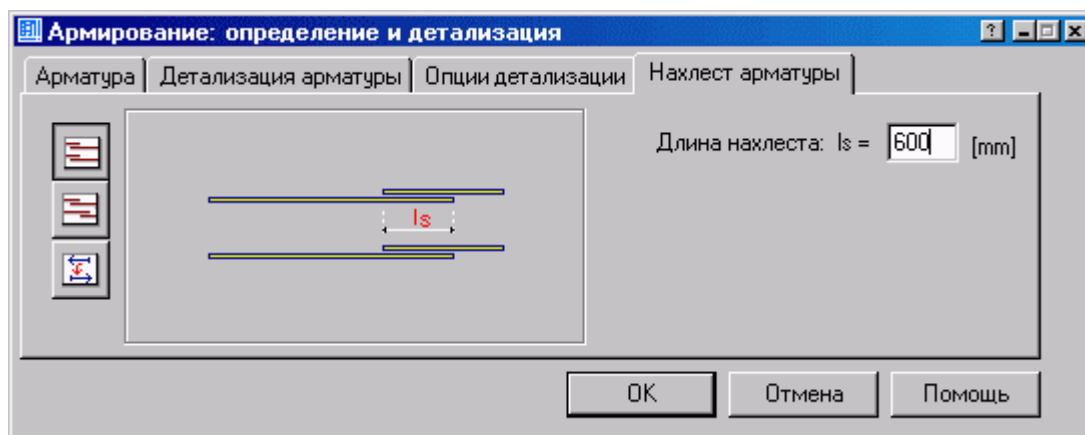 Армирование: определение и детализация
Арматура Детализация арматуры Опции детализации Нахлест арматуры
Длина нахлеста: ls = 600 [mm]
ls
OK Отмена Помощь